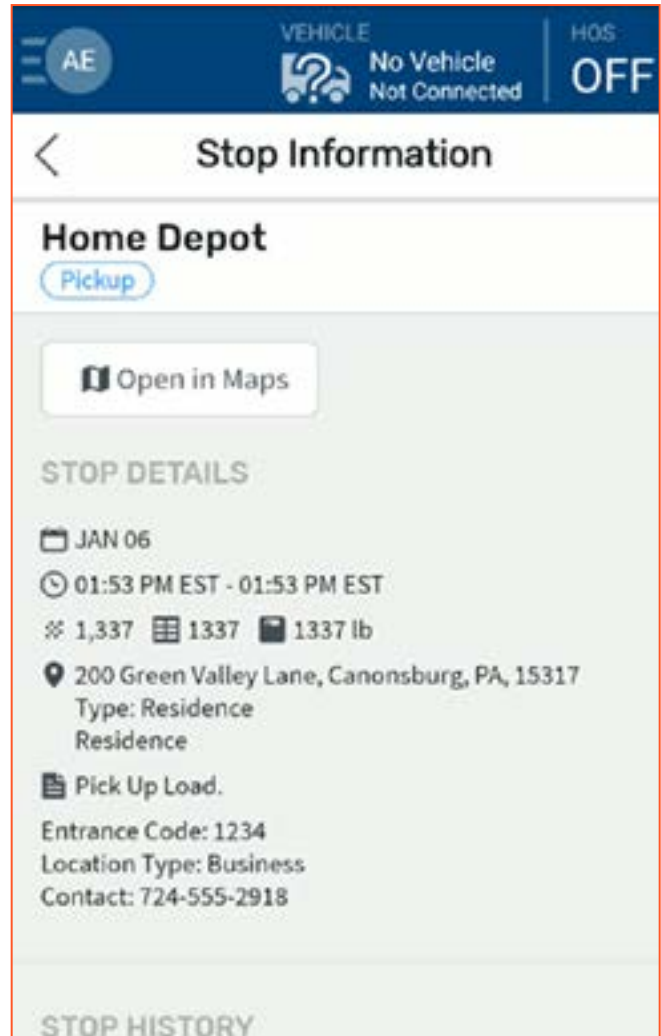 AE
VEHICLE
No Vehicle
Not Connected
HOS
OFF
Stop Information
Home Depot
Pickup
Open in Maps
STOP DETAILS
JAN 06
01:53 PM EST - 01:53 PM EST
1,337 1337 1337 lb
200 Green Valley Lane, Canonsburg, PA, 15317
Type: Residence
Residence
Pick Up Load.
Entrance Code: 1234
Location Type: Business
Contact: 724-555-2918
STOP HISTORY